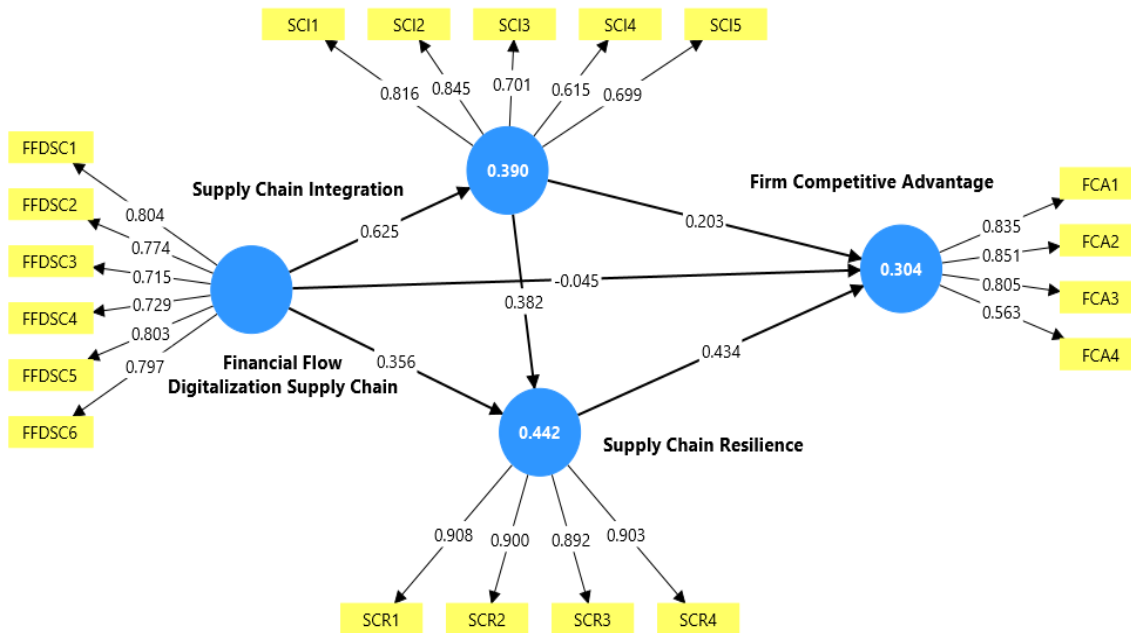 SCI1 SCI2 SCI3 SCI4 SCI5
0.816 0.845 0.701 0.615 0.699
FFDSC1
FFDSC2
FFDSC3
FFDSC4
FFDSC5
FFDSC6
0.804
0.774
0.715
0.729
0.803
0.797
Supply Chain Integration
0.390
Firm Competitive Advantage
0.625
0.203
-0.045
0.382
0.356
0.434
Financial Flow
Digitalization Supply Chain
0.304
FCA1
FCA2
FCA3
FCA4
0.835
0.851
0.805
0.563
0.442
Supply Chain Resilience
0.908 0.900 0.892 0.903
SCR1 SCR2 SCR3 SCR4